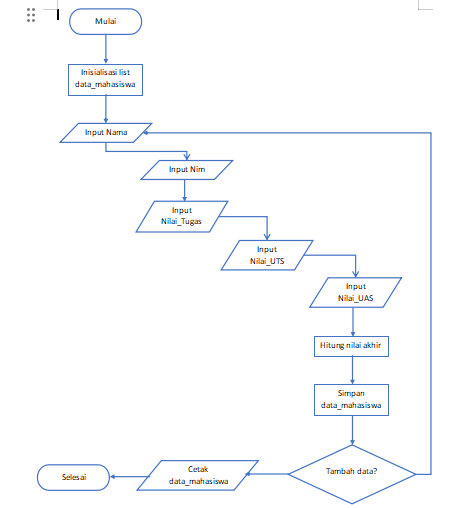 Mulai
Inisialisasi list
data_mahasiswa
Input Nama
Input Nim
Input
Nilai_Tugas
Input
Nilai_UTS
Input
Nilai_UAS
Hitung nilai akhir
Simpan
data_mahasiswa
Tambah data?
Cetak
data_mahasiswa
Selesai